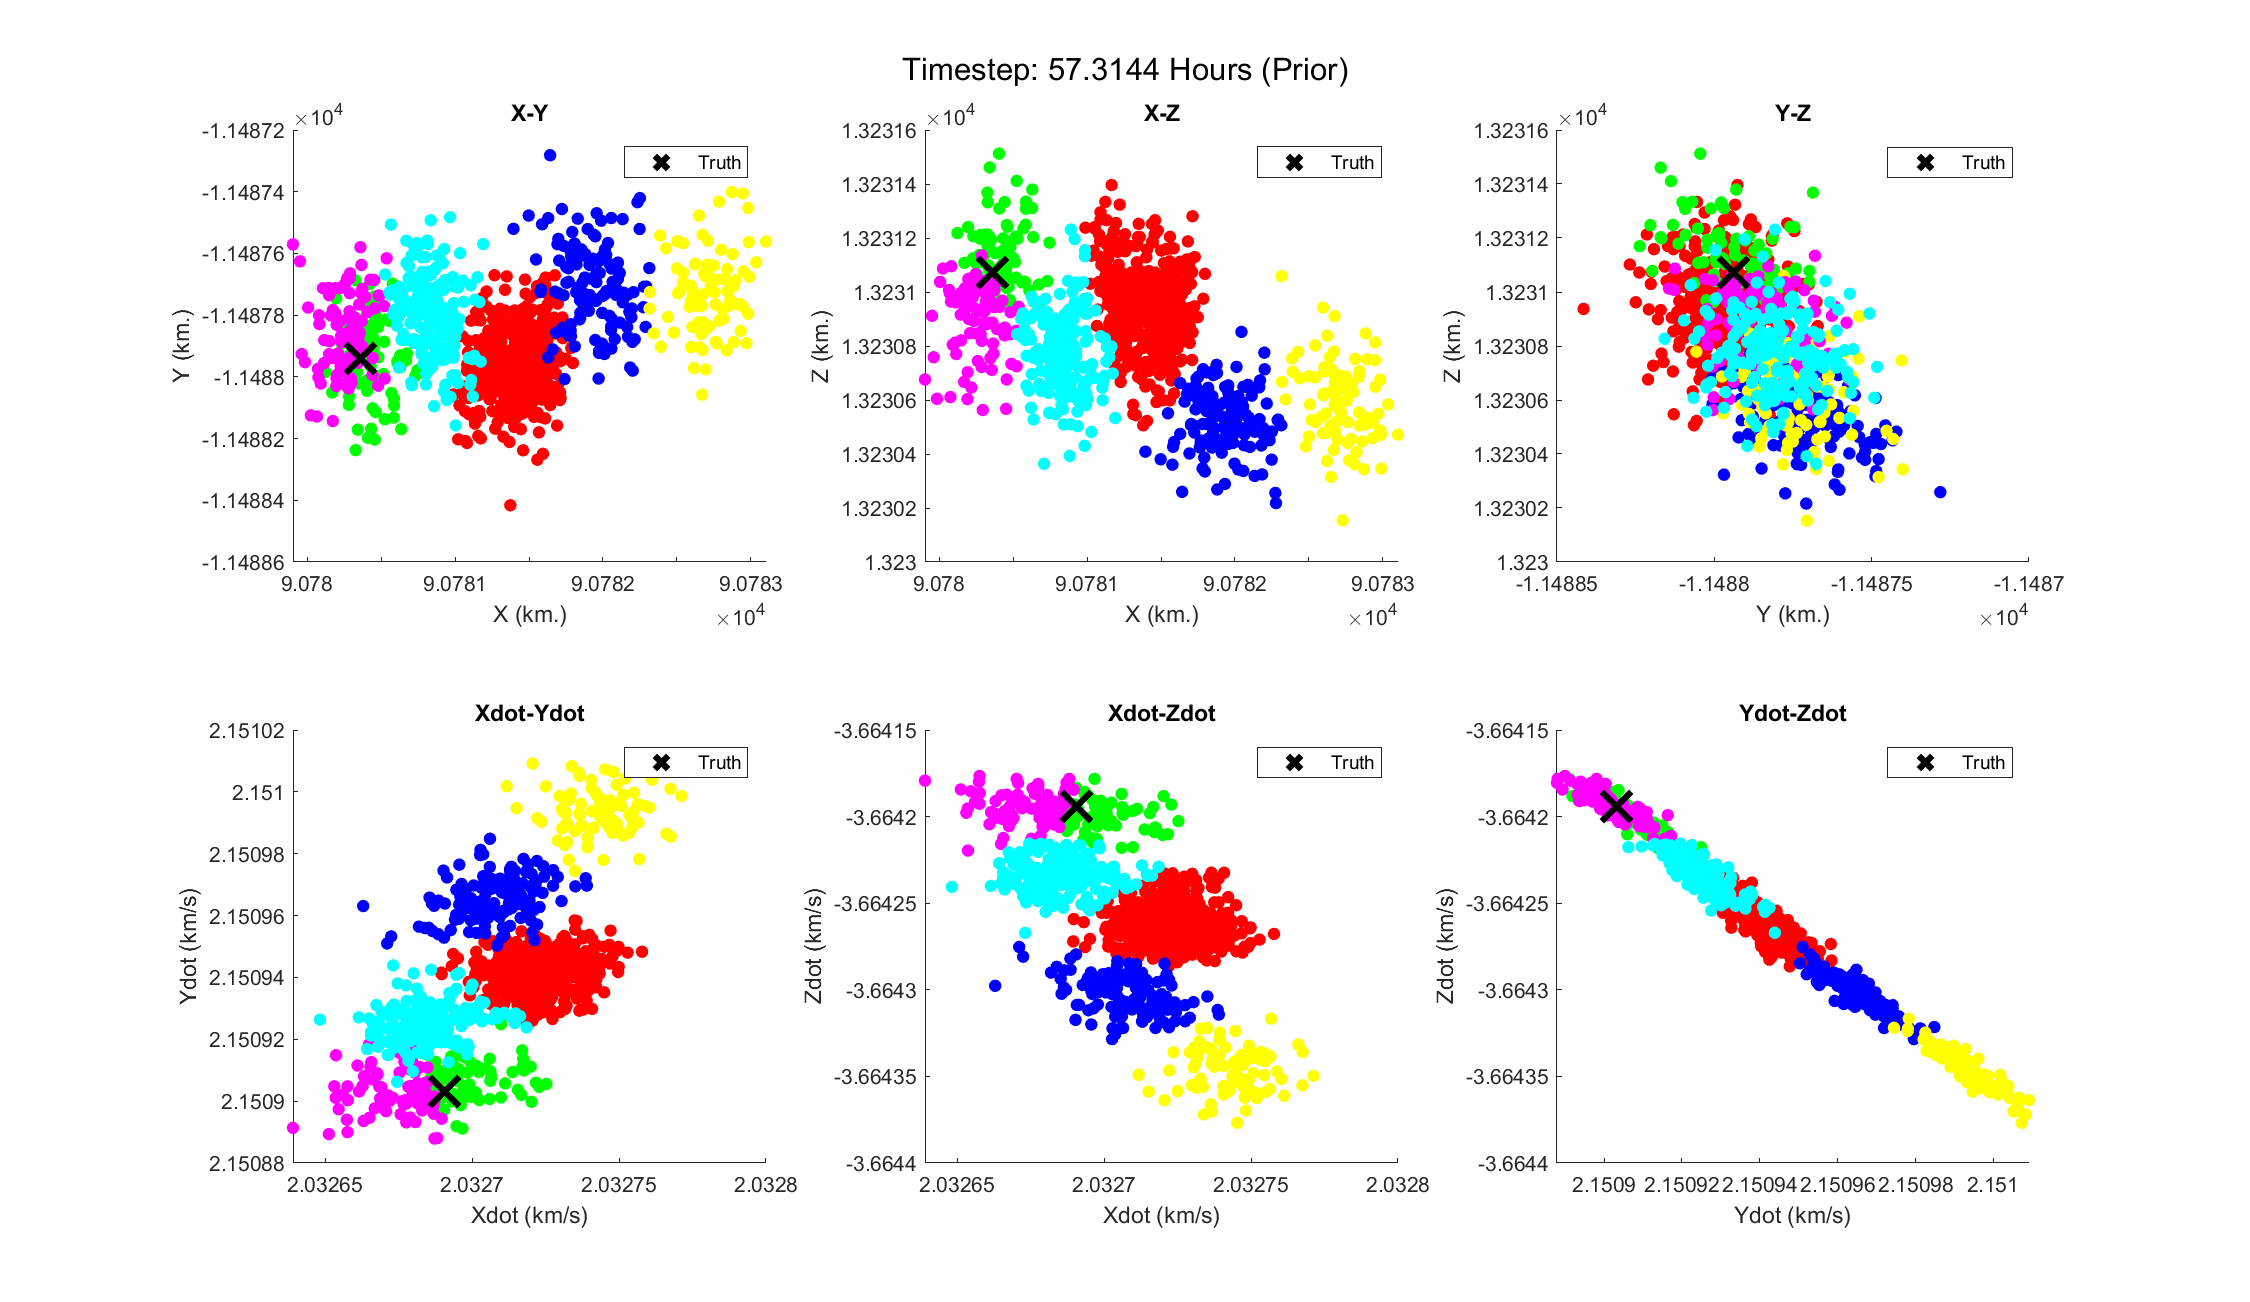 Timestep: 57.3144 Hours (Prior)
X-Y
×10^4
-1.14872
-1.14874
-1.14876
-1.14878
-1.1488
-1.14882
-1.14884
-1.14886
Y (km.)
Truth
9.078 9.0781 9.0782 9.0783
X (km.)
×10^4
X-Z
×10^4
1.32316
1.32314
1.32312
1.3231
1.32308
1.32306
1.32304
1.32302
1.323
Z (km.)
Truth
9.078 9.0781 9.0782 9.0783
X (km.)
×10^4
Y-Z
×10^4
1.32316
1.32314
1.32312
1.3231
1.32308
1.32306
1.32304
1.32302
1.323
Z (km.)
Truth
-1.14885 -1.1488 -1.14875 -1.1487
Y (km.)
×10^4
Xdot-Ydot
2.15102
2.151
2.15098
2.15096
2.15094
2.15092
2.1509
2.15088
Ydot (km/s)
Truth
2.03265 2.0327 2.03275 2.0328
Xdot (km/s)
Xdot-Zdot
-3.66415
-3.6642
-3.66425
-3.6643
-3.66435
-3.6644
Zdot (km/s)
Truth
2.03265 2.0327 2.03275 2.0328
Xdot (km/s)
Ydot-Zdot
-3.66415
-3.6642
-3.66425
-3.6643
-3.66435
-3.6644
Zdot (km/s)
Truth
2.1509 2.15092 2.15094 2.15096 2.15098 2.151
Ydot (km/s)